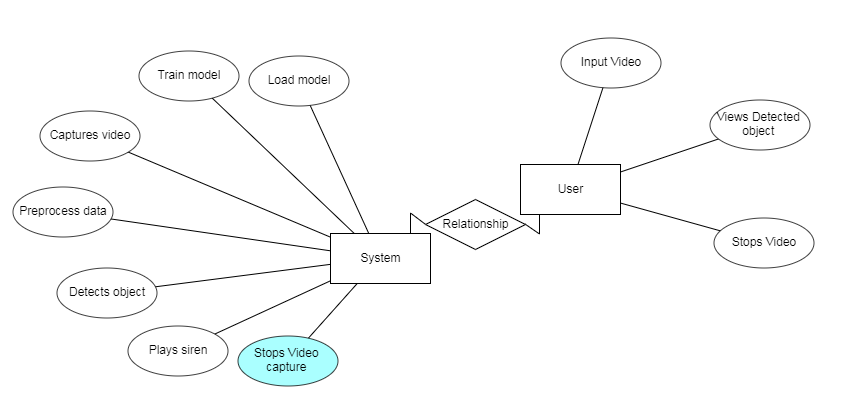 Input Video
Train model
Load model
Views Detected
object
Captures video
User
Preprocess data
Relationship
Stops Video
System
Detects object
Plays siren
Stops Video
capture